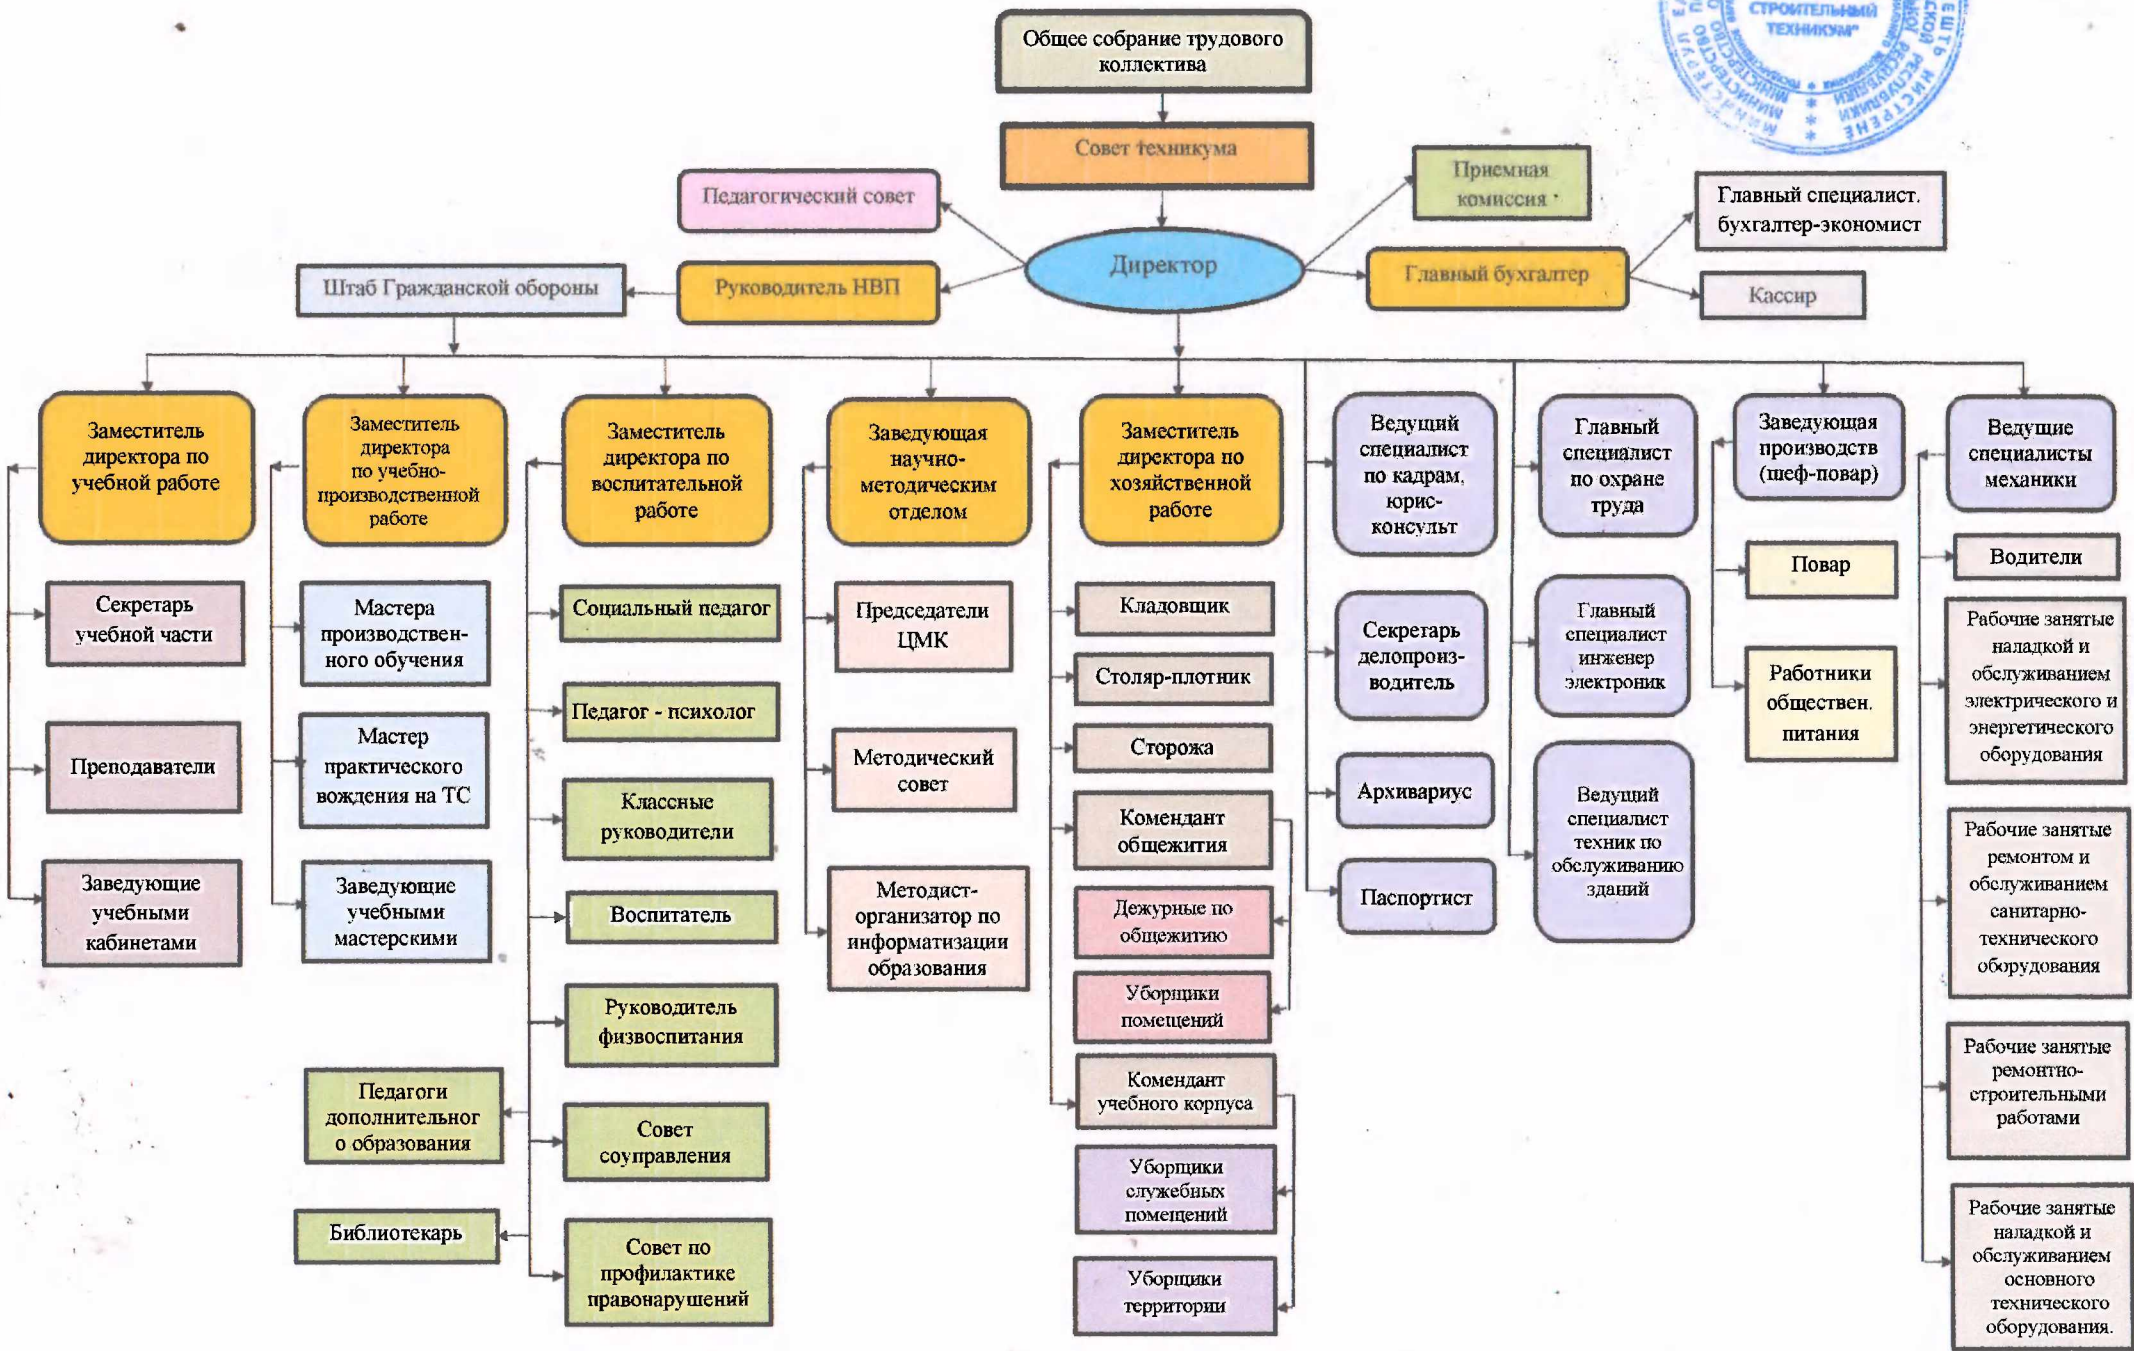 Общее собрание трудового
коллектива
СТРОИТЕЛЬНЫЙ
ТЕХНИКУМ"
Совет техникума
Педагогический совет
Приемная
комиссия
Главный специалист.
бухгалтер-экономист
Директор
Штаб Гражданской обороны
Руководитель НВП
Главный бухгалтер
Кассир
Заместитель
директора по
учебной работе
Секретарь
учебной части
Преподаватели
Заведующие
учебными
кабинетами
Заместитель
директора
по учебно-
производственной
работе
Мастера
производствен-
ного обучения
Мастер
практического
вождения на ТС
Заведующие
учебными
мастерскими
Заместитель
директора по
воспитательной
работе
Социальный педагог
Педагог - психолог
Классные
руководители
Воспитатель
Руководитель
физвоспитания
Педагоги
дополнительног
о образования
Совет
соуправления
Библиотекарь
Совет по
профилактике
правонарушений
Заведующая
научно-
методическим
отделом
Председатели
ЦМК
Методический
совет
Методист-
организатор по
информатизации
образования
Заместитель
директора по
хозяйственной
работе
Кладовщик
Столяр-плотник
Сторожа
Комендант
общежития
Дежурные по
общежитию
Уборщики
помещений
Комендант
учебного корпуса
Уборщики
служебных
помещений
Уборщики
территории
Ведущий
специалист
по кадрам,
юрис-
консульт
Секретарь
делопроиз-
водитель
Архивариус
Паспортист
Главный
специалист
по охране
труда
Главный
специалист
инженер
электроник
Ведущий
специалист
техник по
обслуживанию
зданий
Заведующая
производств
(шеф-повар)
Повар
Работники
обществен.
питания
Ведущие
специалисты
механики
Водители
Рабочие занятые
наладкой и
обслуживанием
электрического и
энергетического
оборудования
Рабочие занятые
ремонтом и
обслуживанием
санитарно-
технического
оборудования
Рабочие занятые
ремонтно-
строительными
работами
Рабочие занятые
наладкой и
обслуживанием
основного
технического
оборудования.